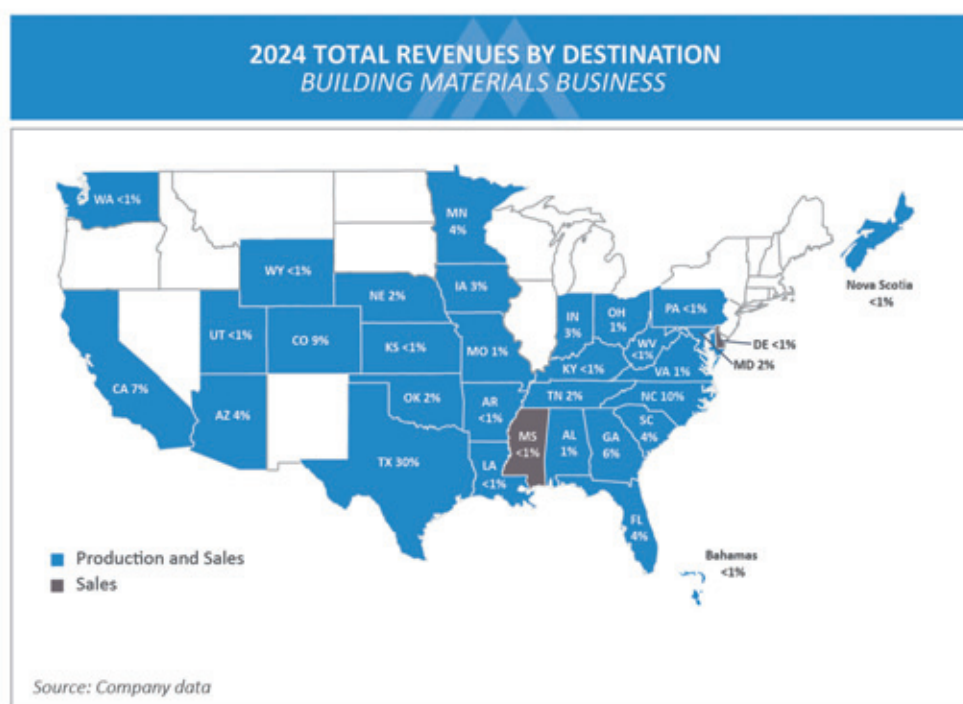 2024 TOTAL REVENUES BY DESTINATION
BUILDING MATERIALS BUSINESS
WA <1%
MN
4%
WY <1%
Nova Scotia
<1%
NE 2%
IA 3%
IN
3%
OH
1%
PA <1%
UT <1%
CO 9%
KS <1%
MO 1%
WV
<1%
DE <1%
MD 2%
KY <1%
VA 1%
CA 7%
AZ 4%
OK 2%
AR
<1%
TN 2%
NC 10%
SC
4%
MS
<1%
AL
1%
GA
6%
TX 30%
LA
<1%
FL
4%
Bahamas
<1%
Production and Sales
Sales
Source: Company data